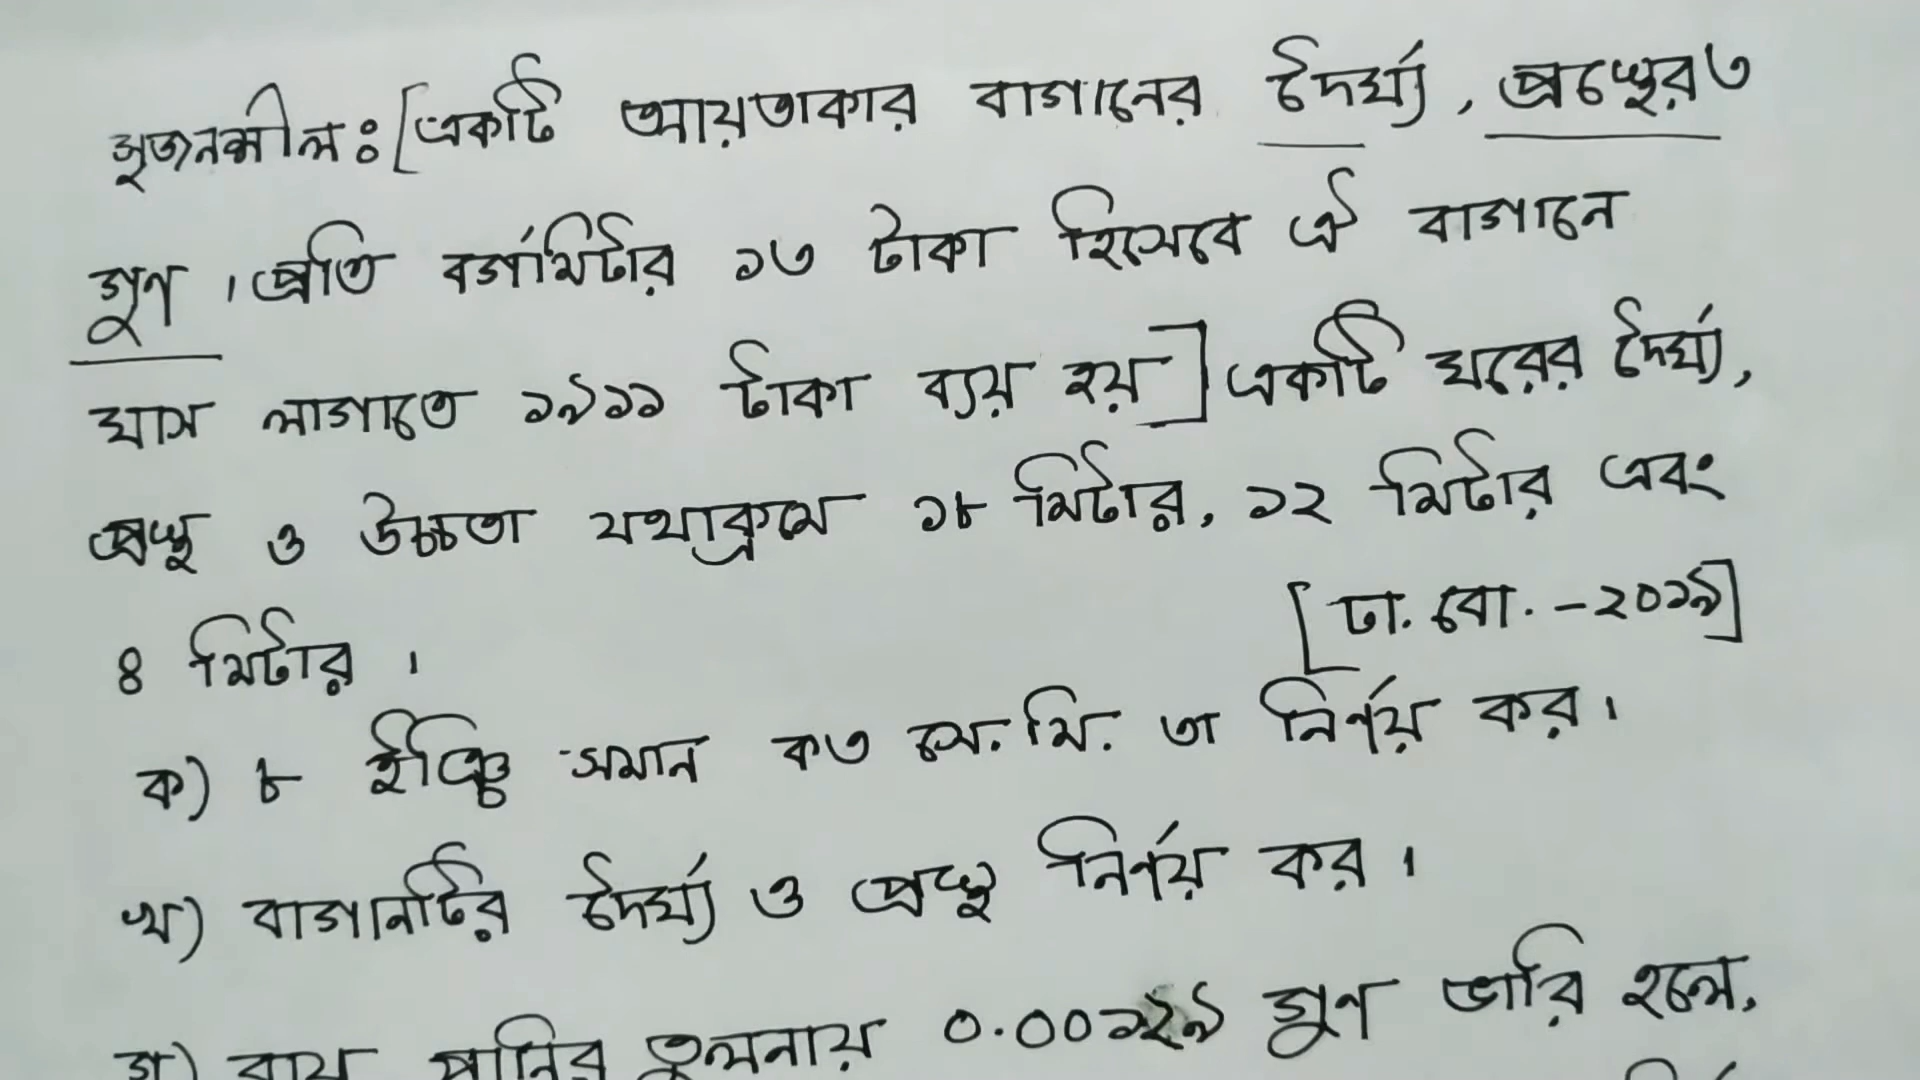 সৃজনশীলঃ [একটি আয়তাকার বাগানের দৈর্ঘ্য, প্রস্থের ৩
গুণ । প্রতি বর্গমিটার ১৩ টাকা হিসেবে ঐ বাগানে
ঘাস লাগাতে ১৯১১ টাকা ব্যয় হয়] একটি ঘরের দৈর্ঘ্য,
প্রস্থ ও উচ্চতা যথাক্রমে ১৮ মিটার, ১২ মিটার এবং
৪ মিটার ।
[ঢা. বো. - ২০১৯]
ক) ৮ ইঞ্চি সমান কত সে.মি. তা নির্ণয় কর ।
খ) বাগানটির দৈর্ঘ্য ও প্রস্থ নির্ণয় কর ।
গ) বায়ু পানির তুলনায় ০.০০১২৯ গুণ ভারি হলে,